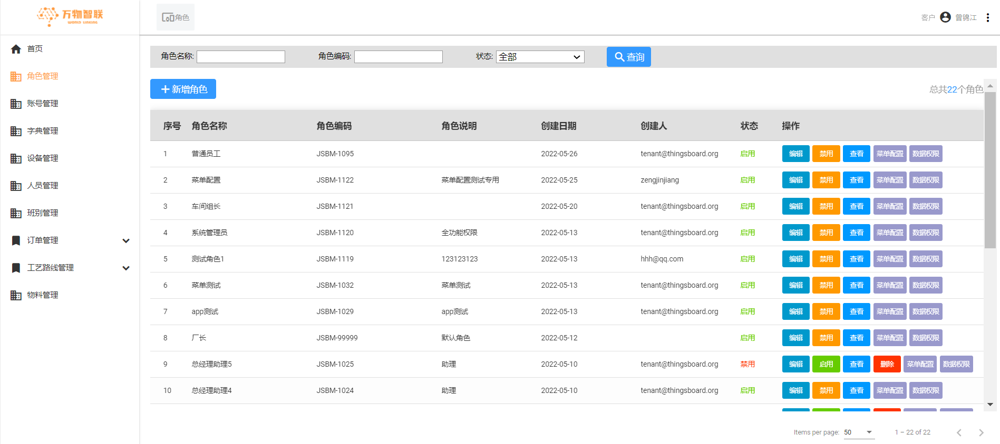 万物智联
WORLD LINKING
角色
客户 曾锦江
首页
角色管理
账号管理
字典管理
设备管理
人员管理
班别管理
订单管理
工艺路线管理
物料管理
角色名称: 角色编码: 状态: 全部 查询
新增角色 总共22个角色
序号 角色名称 角色编码 角色说明 创建日期 创建人 状态 操作
1 普通员工 JSBM-1095 2022-05-26 tenant@thingsboard.org 启用 编辑 禁用 查看 菜单配置 数据权限
2 菜单配置 JSBM-1122 菜单配置测试专用 2022-05-25 zengjinjiang 启用 编辑 禁用 查看 菜单配置 数据权限
3 车间组长 JSBM-1121 2022-05-20 tenant@thingsboard.org 启用 编辑 禁用 查看 菜单配置 数据权限
4 系统管理员 JSBM-1120 全功能权限 2022-05-13 tenant@thingsboard.org 启用 编辑 禁用 查看 菜单配置 数据权限
5 测试角色1 JSBM-1119 123123123 2022-05-13 hhh@qq.com 启用 编辑 禁用 查看 菜单配置 数据权限
6 菜单测试 JSBM-1032 菜单测试 2022-05-13 tenant@thingsboard.org 启用 编辑 禁用 查看 菜单配置 数据权限
7 app测试 JSBM-1029 app测试 2022-05-13 tenant@thingsboard.org 启用 编辑 禁用 查看 菜单配置 数据权限
8 厂长 JSBM-99999 默认角色 2022-05-12 启用 编辑 禁用 查看 菜单配置 数据权限
9 总经理助理5 JSBM-1025 助理 2022-05-10 tenant@thingsboard.org 禁用 编辑 启用 查看 删除 菜单配置 数据权限
10 总经理助理4 JSBM-1024 助理 2022-05-10 tenant@thingsboard.org 启用 编辑 禁用 查看 菜单配置 数据权限
Items per page: 50 1 – 22 of 22